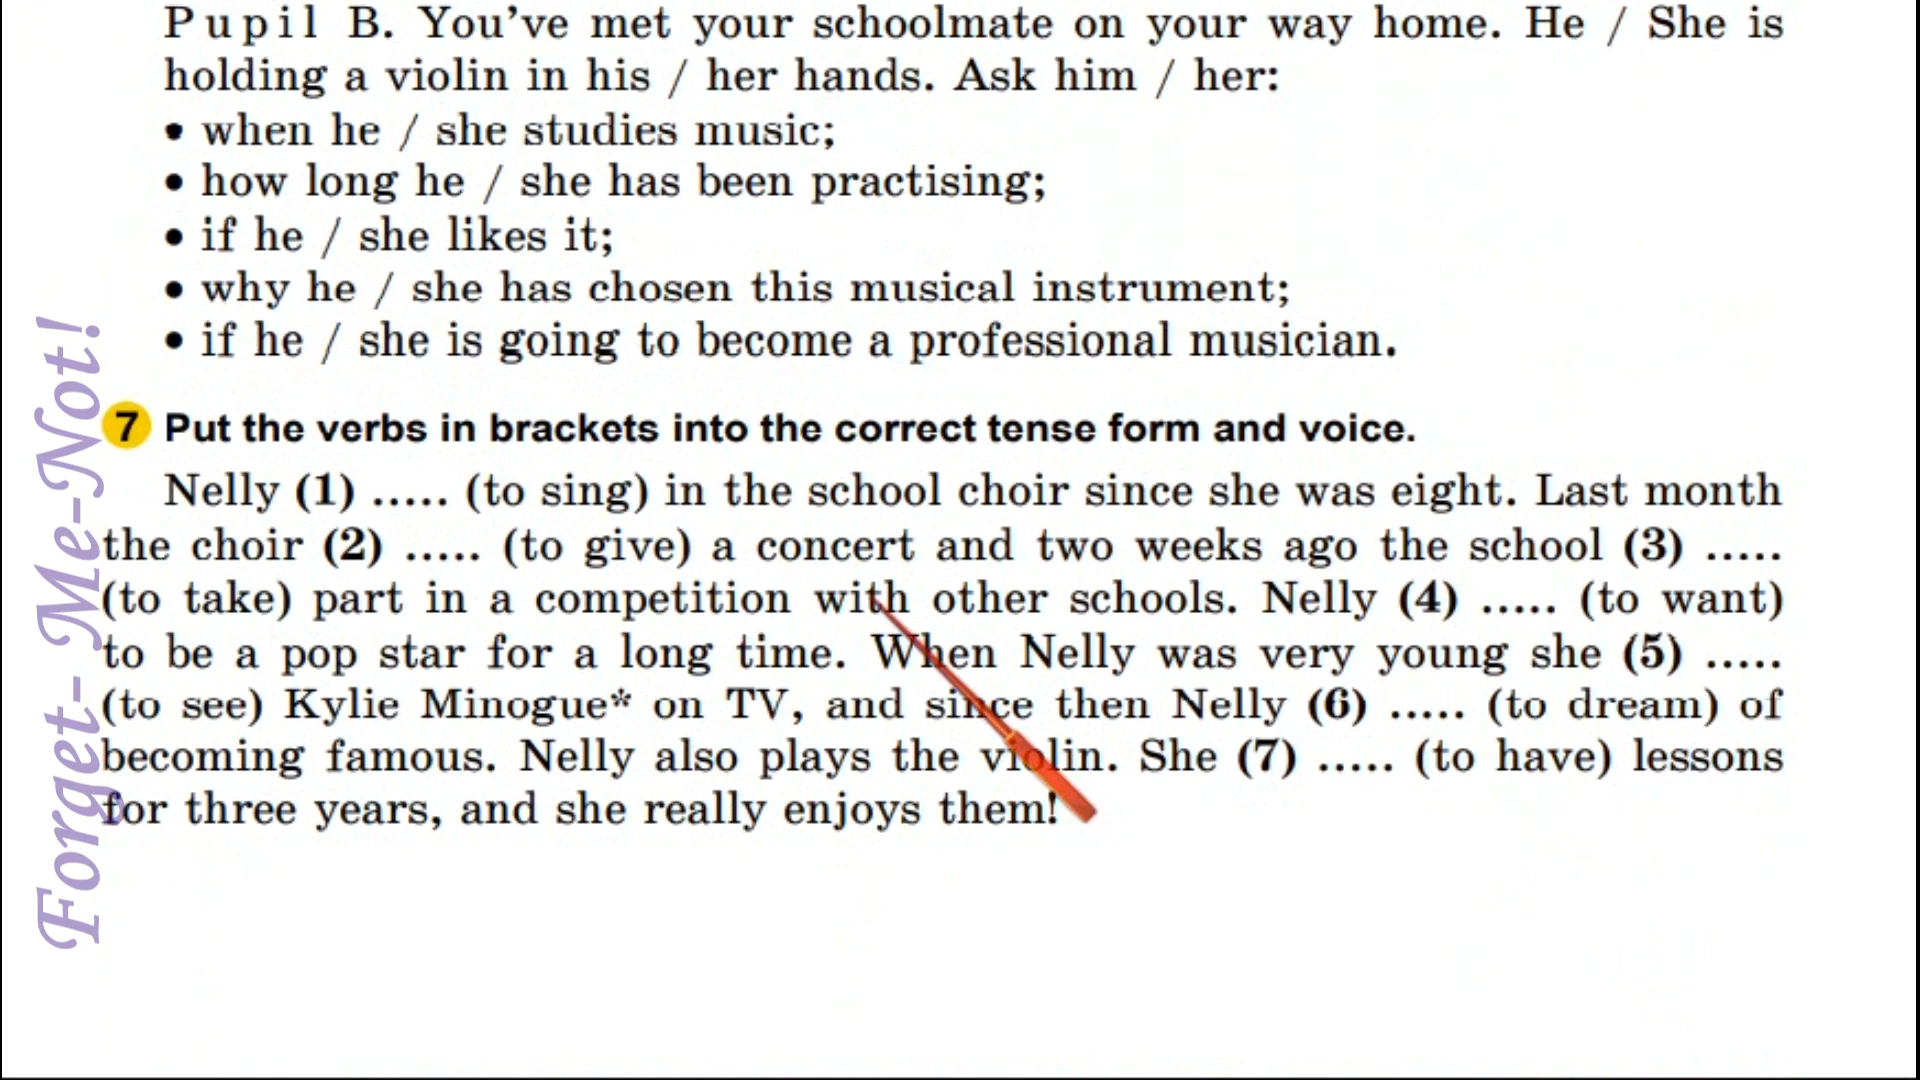 Pupil B. You've met your schoolmate on your way home. He / She is
holding a violin in his / her hands. Ask him / her:
• when he / she studies music;
• how long he / she has been practising;
• if he / she likes it;
• why he / she has chosen this musical instrument;
• if he / she is going to become a professional musician.
7 Put the verbs in brackets into the correct tense form and voice.
Nelly (1) ..... (to sing) in the school choir since she was eight. Last month
the choir (2) ..... (to give) a concert and two weeks ago the school (3) .....
(to take) part in a competition with other schools. Nelly (4) ..... (to want)
to be a pop star for a long time. When Nelly was very young she (5) .....
(to see) Kylie Minogue* on TV, and since then Nelly (6) ..... (to dream) of
becoming famous. Nelly also plays the violin. She (7) ..... (to have) lessons
for three years, and she really enjoys them!
Forget-Me-Not!